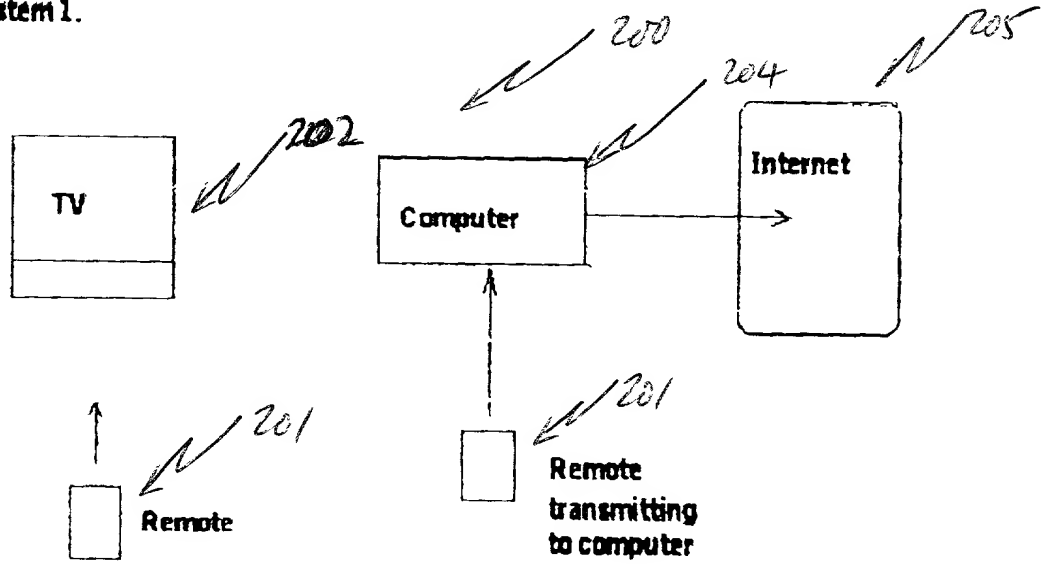 stem 1.
200
205
204
202
TV
Computer
Internet
201
Remote
201
Remote
transmitting
to computer